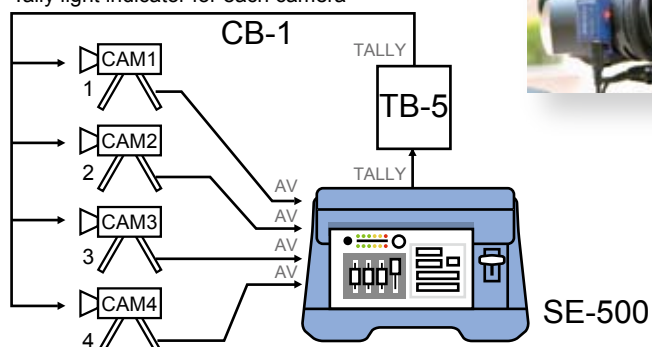 Tally light indicator for each camera
CB-1
TALLY
CAM1
1
TB-5
CAM2
2
TALLY
AV
AV
CAM3
3
AV
AV
CAM4
4
SE-500